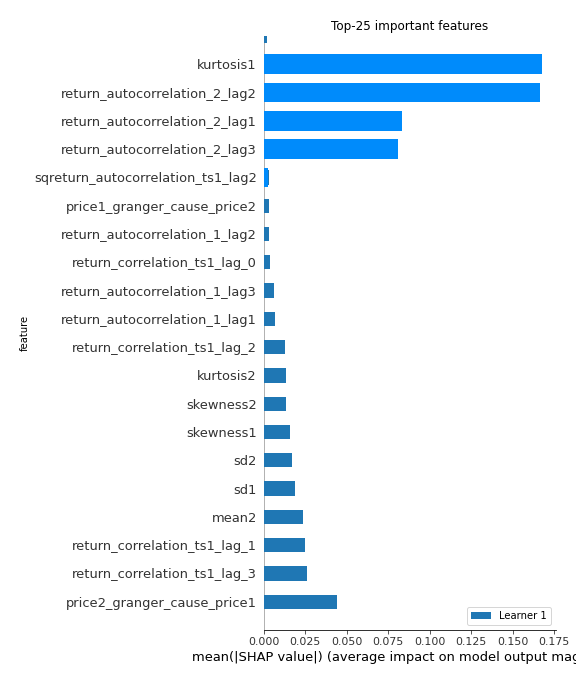 Top-25 important features
kurtosis1
return_autocorrelation_2_lag2
return_autocorrelation_2_lag1
return_autocorrelation_2_lag3
sqreturn_autocorrelation_ts1_lag2
price1_granger_cause_price2
return_autocorrelation_1_lag2
return_correlation_ts1_lag_0
return_autocorrelation_1_lag3
return_autocorrelation_1_lag1
return_correlation_ts1_lag_2
kurtosis2
skewness2
skewness1
sd2
sd1
mean2
return_correlation_ts1_lag_1
return_correlation_ts1_lag_3
price2_granger_cause_price1
feature
Learner 1
0.000 0.025 0.050 0.075 0.100 0.125 0.150 0.175
mean(|SHAP value|) (average impact on model output mag